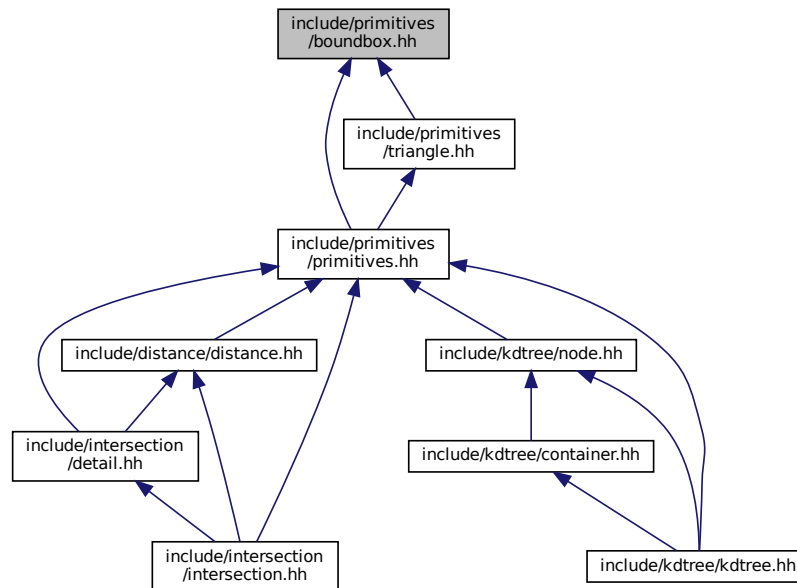 include/primitives
/boundbox.hh
include/primitives
/triangle.hh
include/primitives
/primitives.hh
include/distance/distance.hh
include/kdtree/node.hh
include/intersection
/detail.hh
include/kdtree/container.hh
include/intersection
/intersection.hh
include/kdtree/kdtree.hh